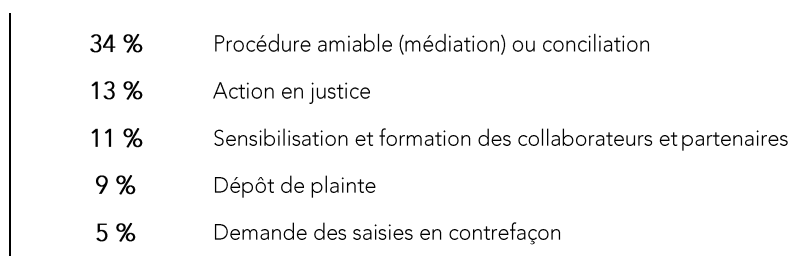 34 % Procédure amiable (médiation) ou conciliation
13 % Action en justice
11 % Sensibilisation et formation des collaborateurs et partenaires
9 % Dépôt de plainte
5 % Demande des saisies en contrefaçon